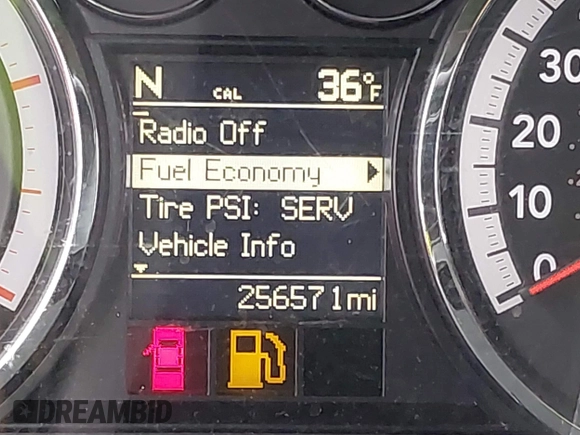 N CAL 36°F
Radio Off
Fuel Economy
Tire PSI: SERV
Vehicle Info
256571mi
30
20
10
0
DREAMBID